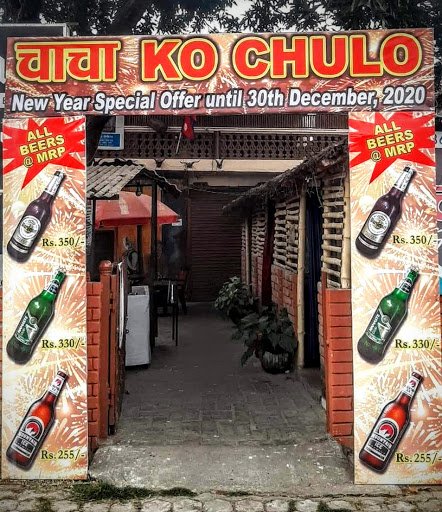 चाचा KO CHULO
New Year Special Offer until 30th December, 2020
ALL
BEERS
@ MRP
Rs. 350/-
Rs. 330/-
Rs. 255/-
ALL
BEERS
@ MRP
Rs. 350/-
Rs. 330/-
Rs. 255/-